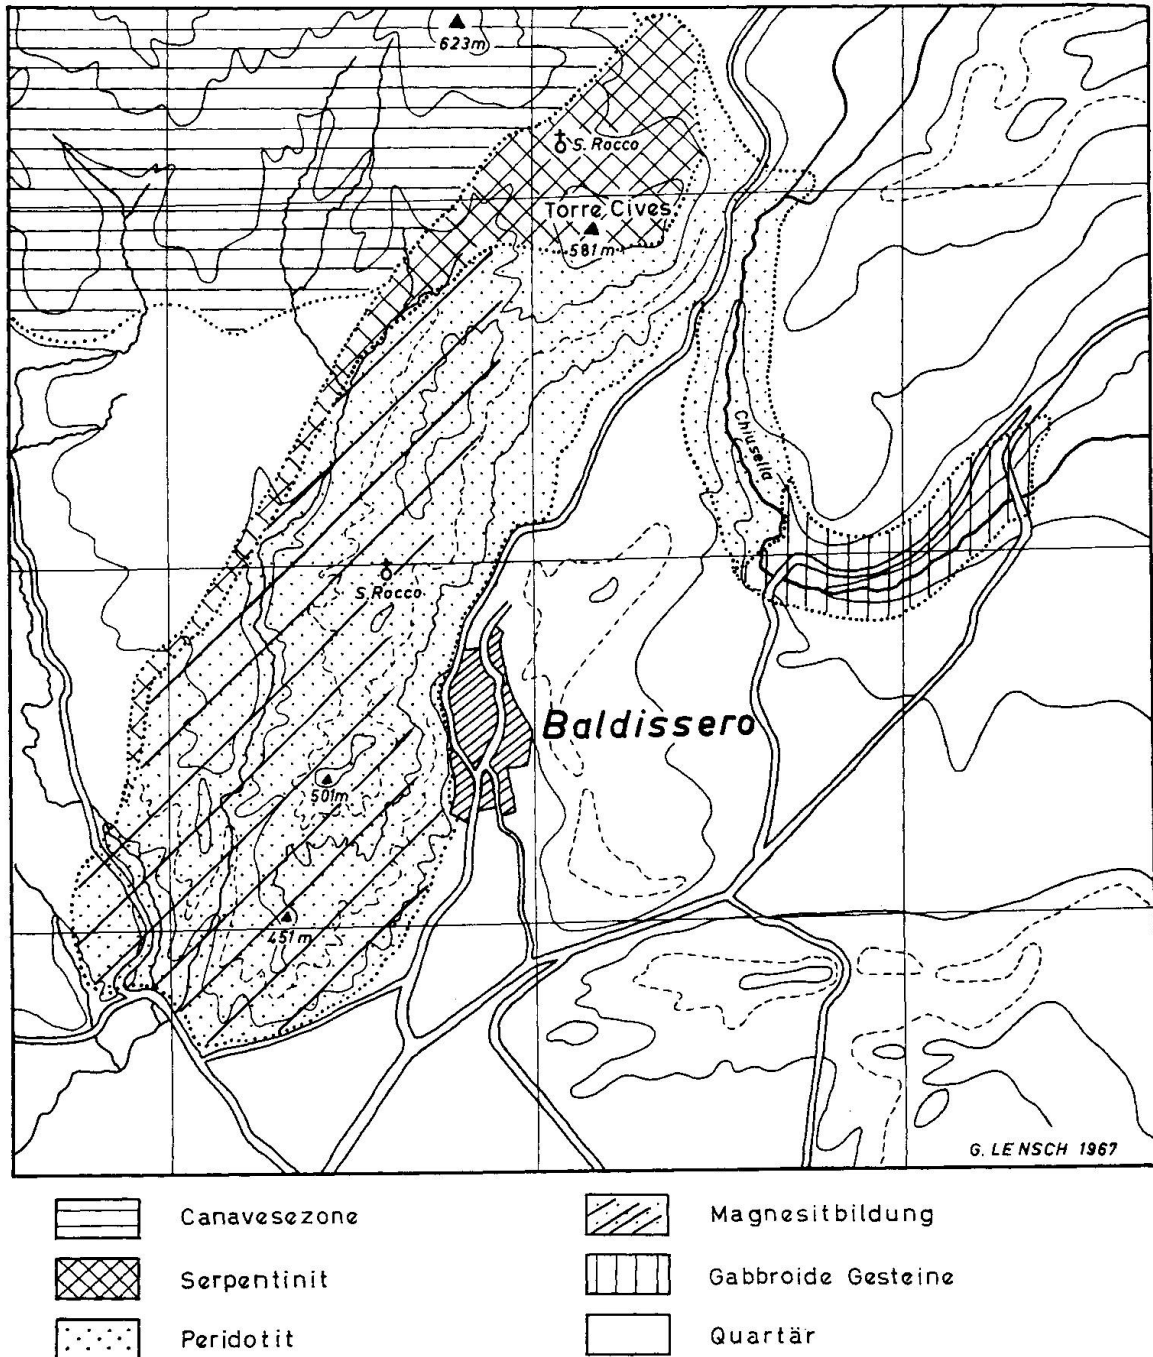 623m
S. Rocco
Torre Cives
581m
Chiusella
S. Rocco
Baldissero
501m
451m
G. LENSCH 1967
Canavesezone
Magnesitbildung
Serpentinit
Gabbroide Gesteine
Peridotit
Quartär